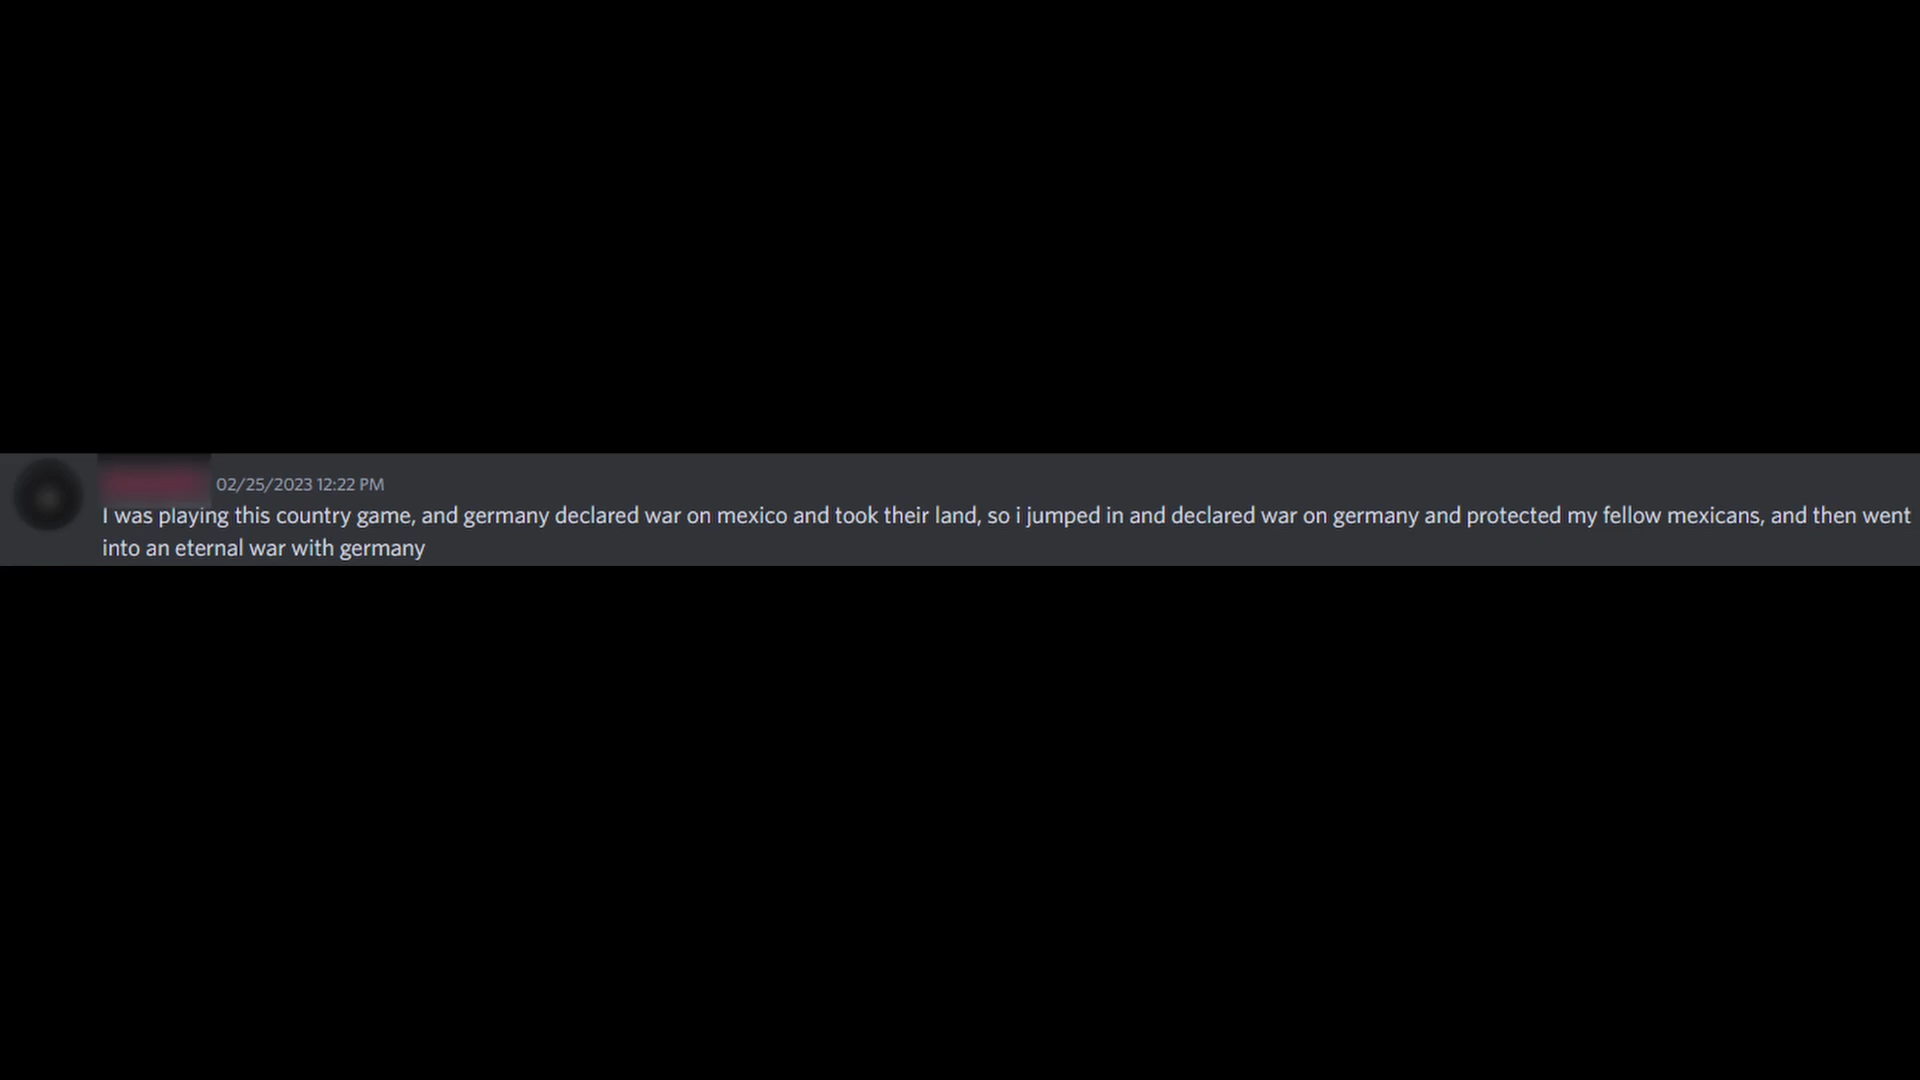 02/25/2023 12:22 PM
I was playing this country game, and germany declared war on mexico and took their land, so i jumped in and declared war on germany and protected my fellow mexicans, and then went
into an eternal war with germany